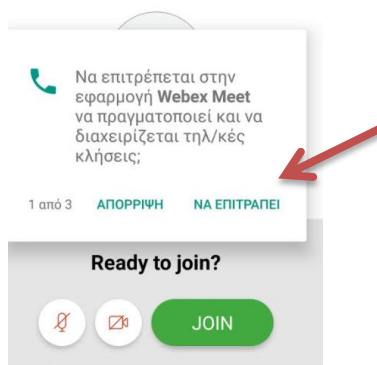 Να επιτρέπεται στην
εφαρμογή Webex Meet
να πραγματοποιεί και να
διαχειρίζεται τηλ/κές
κλήσεις;
1 από 3 ΑΠΟΡΡΙΨΗ ΝΑ ΕΠΙΤΡΑΠΕΙ
Ready to join?
JOIN